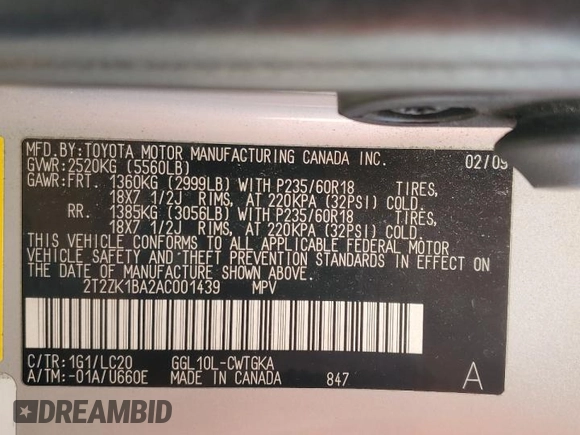 MFD.BY:TOYOTA MOTOR MANUFACTURING CANADA INC. 02/09
GVWR:2520KG (5560LB)
GAWR:FRT. 1360KG (2999LB) WITH P235/60R18 TIRES,
18X7 1/2J RIMS, AT 220KPA (32PSI) COLD.
RR. 1385KG (3056LB) WITH P235/60R18 TIRES,
18X7 1/2J RIMS, AT 220KPA (32PSI) COLD.
THIS VEHICLE CONFORMS TO ALL APPLICABLE FEDERAL MOTOR
VEHICLE SAFETY AND THEFT PREVENTION STANDARDS IN EFFECT ON
THE DATE OF MANUFACTURE SHOWN ABOVE.
2T2ZK1BA2AC001439 MPV
C/TR:1G1/LC20 GGL10L-CWTGKA
A/TM:-01A/U660E MADE IN CANADA 847 A
DREAMBID